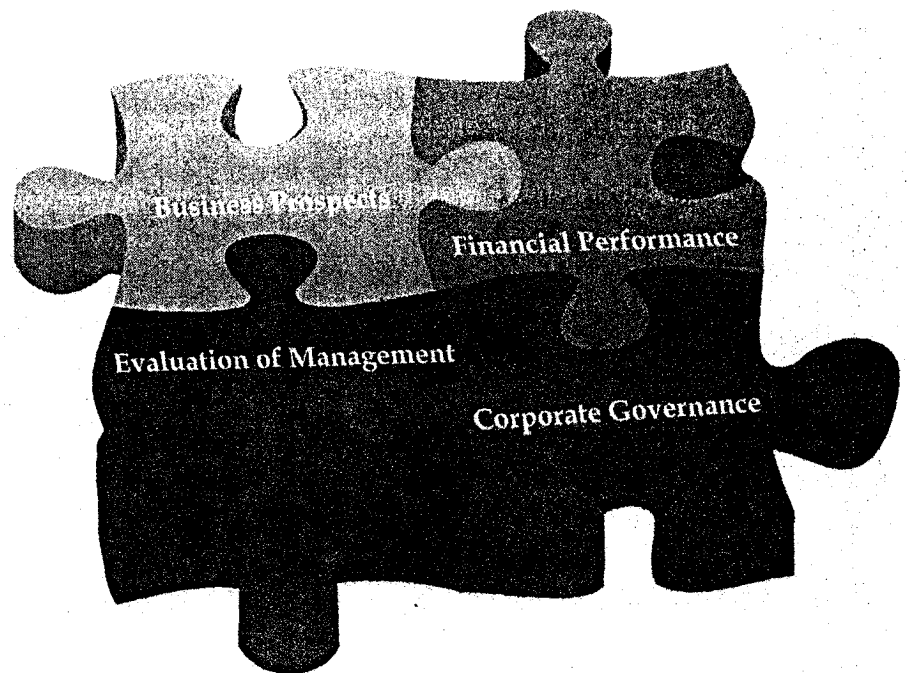 Business Prospects
Financial Performance
Evaluation of Management
Corporate Governance